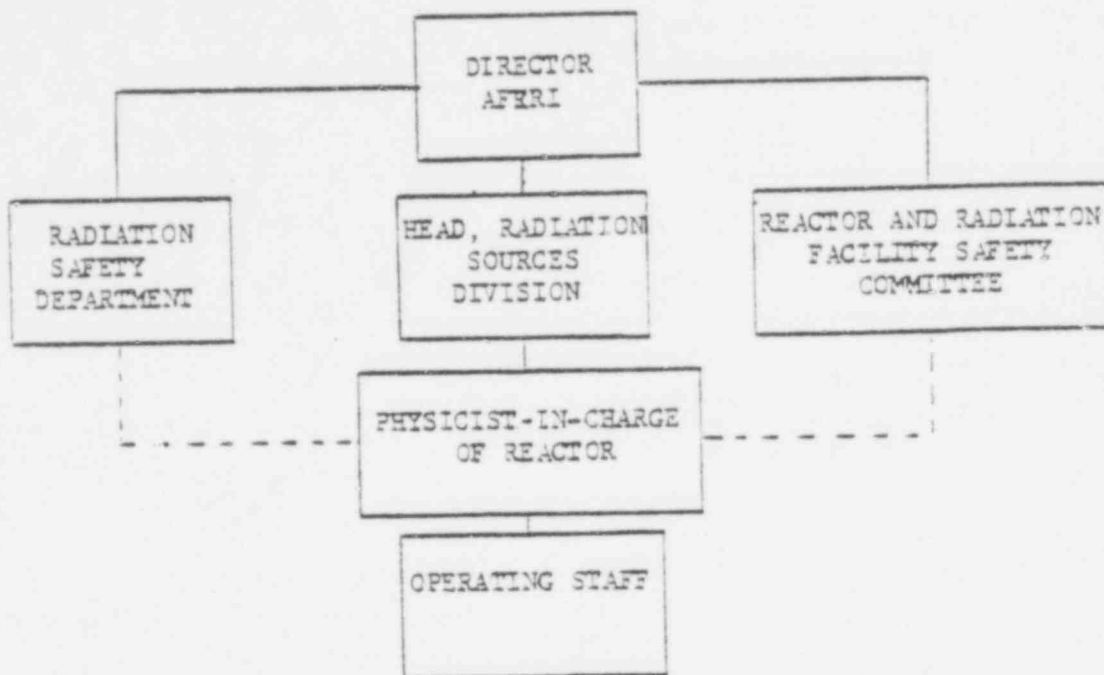 DIRECTOR
AFERI
RADIATION
SAFETY
DEPARTMENT
HEAD, RADIATION
SOURCES
DIVISION
REACTOR AND RADIATION
FACILITY SAFETY
COMMITTEE
PHYSICIST-IN-CHARGE
OF REACTOR
OPERATING STAFF